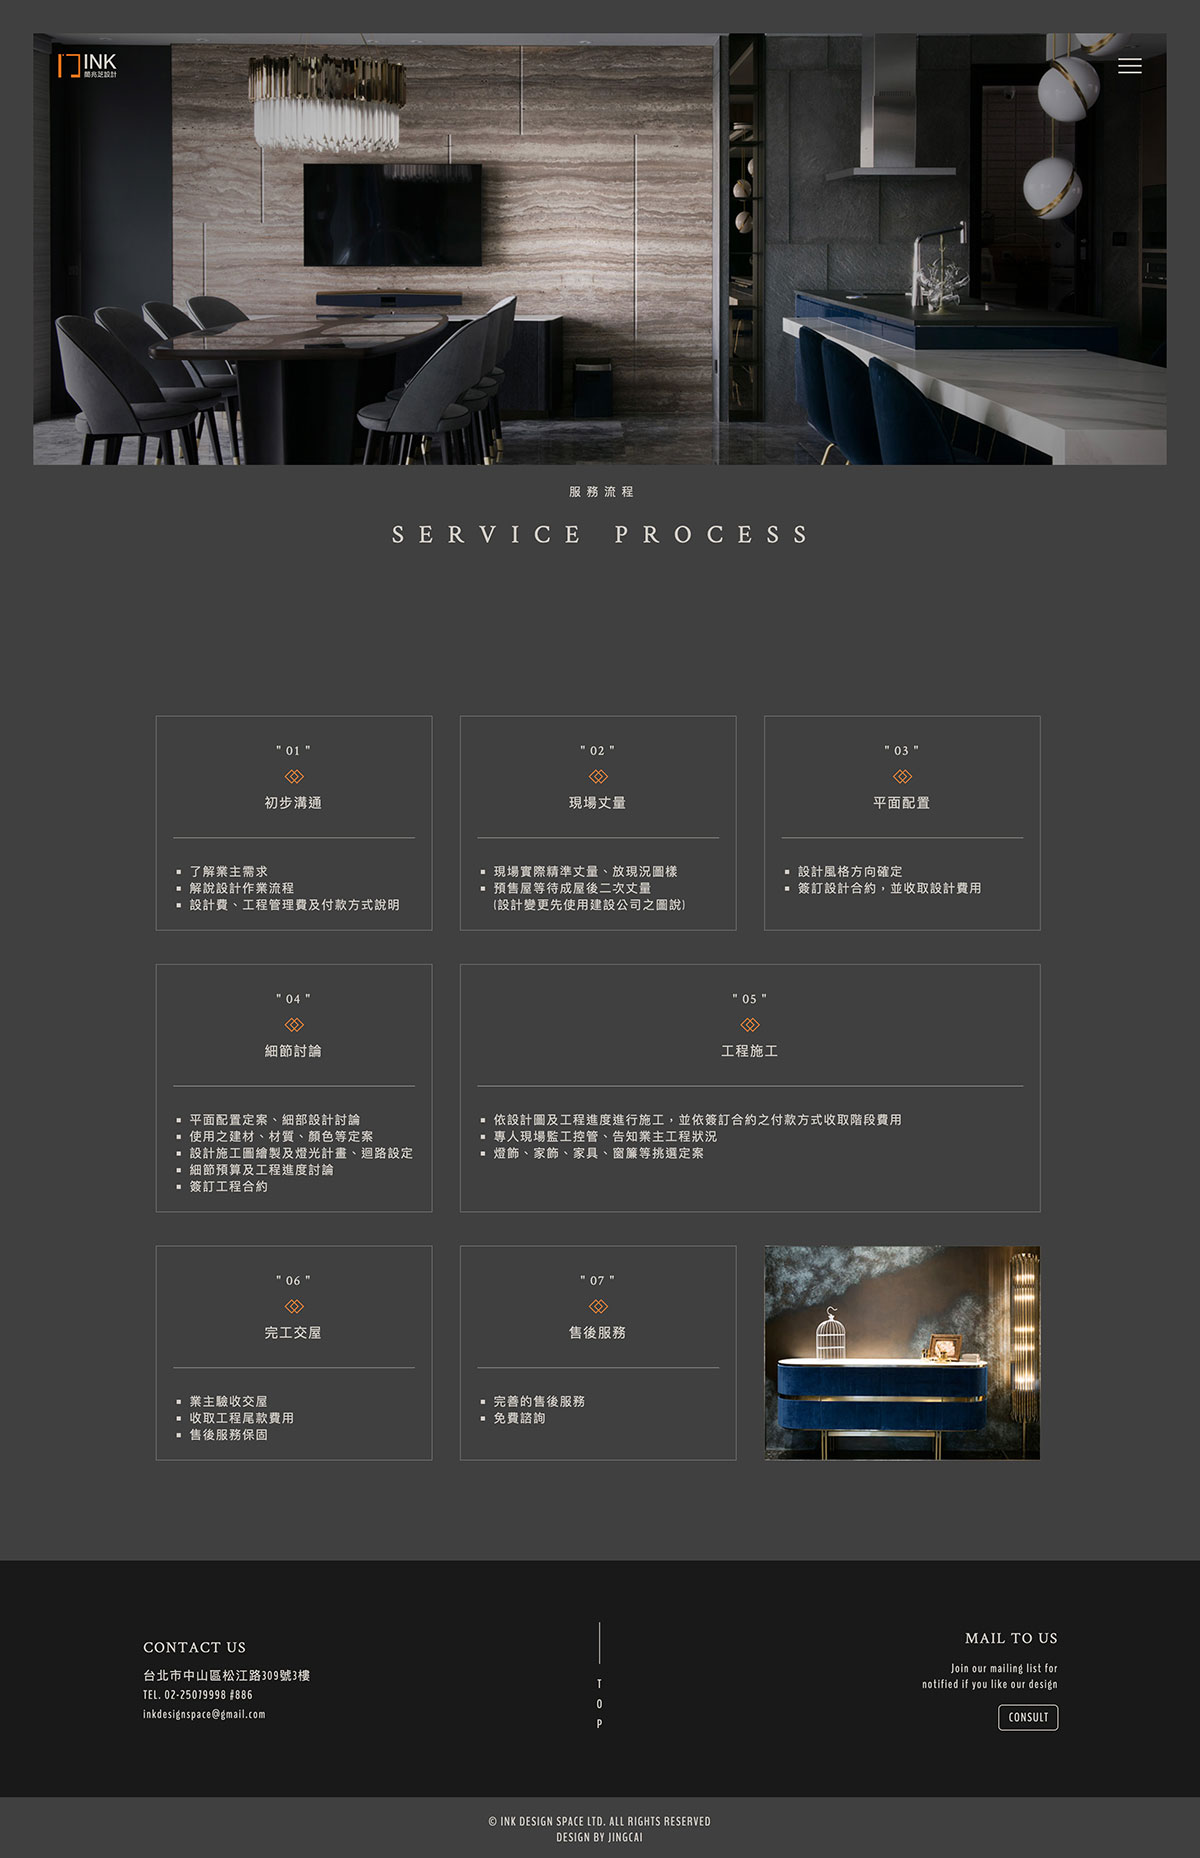 INK
閎兆芝設計
服務流程
SERVICE PROCESS
" 01 "
初步溝通
▪ 了解業主需求
▪ 解說設計作業流程
▪ 設計費、工程管理費及付款方式說明
" 02 "
現場丈量
▪ 現場實際精準丈量、放現況圖樣
▪ 預售屋等待成屋後二次丈量
(設計變更先使用建設公司之圖說)
" 03 "
平面配置
▪ 設計風格方向確定
▪ 簽訂設計合約，並收取設計費用
" 04 "
細節討論
▪ 平面配置定案、細部設計討論
▪ 使用之建材、材質、顏色等定案
▪ 設計施工圖繪製及燈光計畫、迴路設定
▪ 細節預算及工程進度討論
▪ 簽訂工程合約
" 05 "
工程施工
▪ 依設計圖及工程進度進行施工，並依簽訂合約之付款方式收取階段費用
▪ 專人現場監工控管、告知業主工程狀況
▪ 燈飾、家飾、家具、窗簾等挑選定案
" 06 "
完工交屋
▪ 業主驗收交屋
▪ 收取工程尾款費用
▪ 售後服務保固
" 07 "
售後服務
▪ 完善的售後服務
▪ 免費諮詢
CONTACT US
台北市中山區松江路309號3樓
TEL. 02-25079998 #886
inkdesignspace@gmail.com
TOP
MAIL TO US
Join our mailing list for
notified if you like our design
CONSULT
© INK DESIGN SPACE LTD. ALL RIGHTS RESERVED
DESIGN BY JINGCAI